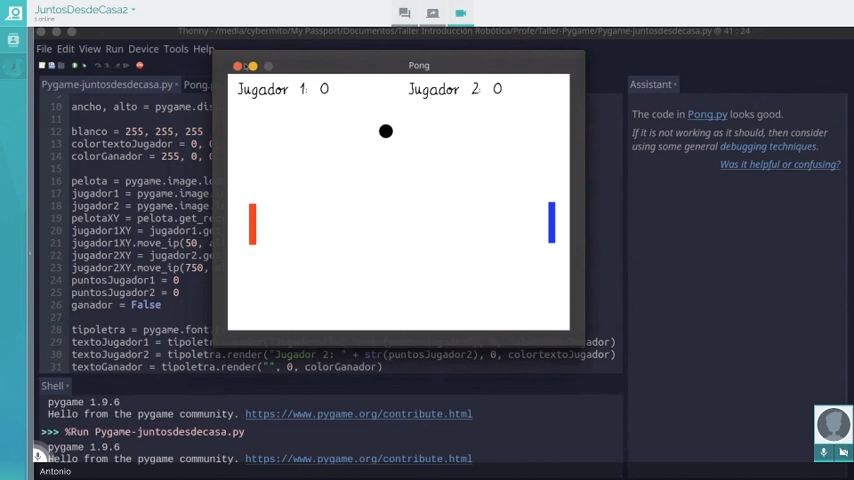 JuntosDesdeCasa2
1 online
Thonny - /media/cybermito/My Passport/Documentos/Taller Introducción Robótica/Profe/Taller-Pygame/Pygame-juntosdesdecasa.py @ 41 : 24
File Edit View Run Device Tools Help
Pygame-juntosdesdecasa.py
Pong.
Pong
Jugador 1: 0 Jugador 2: 0
10 ancho, alto = pygame.dis
11
12 blanco = 255, 255, 255
13 colortextoJugador = 0, 0
14 colorGanador = 255, 0, 0
15
16 pelota = pygame.image.lo
17 jugador1 = pygame.image.
18 jugador2 = pygame.image.
19 pelotaXY = pelota.get_re
20 jugador1XY = jugador1.ge
21 jugador1XY.move_ip(50, al
22 jugador2XY = jugador2.ge
23 jugador2XY.move_ip(750,
24 puntosJugador1 = 0
25 puntosJugador2 = 0
26 ganador = False
27
28 tipoletra = pygame.font.
29 textoJugador1 = tipoletra
30 textoJugador2 = tipoletra.render("Jugador 2: " + str(puntosJugador2), 0, colortextoJugador)
31 textoGanador = tipoletra.render("", 0, colorGanador)
Assistant
The code in Pong.py looks good.
If it is not working as it should, then consider
using some general debugging techniques.
Was it helpful or confusing?
Shell
pygame 1.9.6
Hello from the pygame community. https://www.pygame.org/contribute.html
>>> %Run Pygame-juntosdesdecasa.py
pygame 1.9.6
Hello from the pygame community. https://www.pygame.org/contribute.html
Antonio